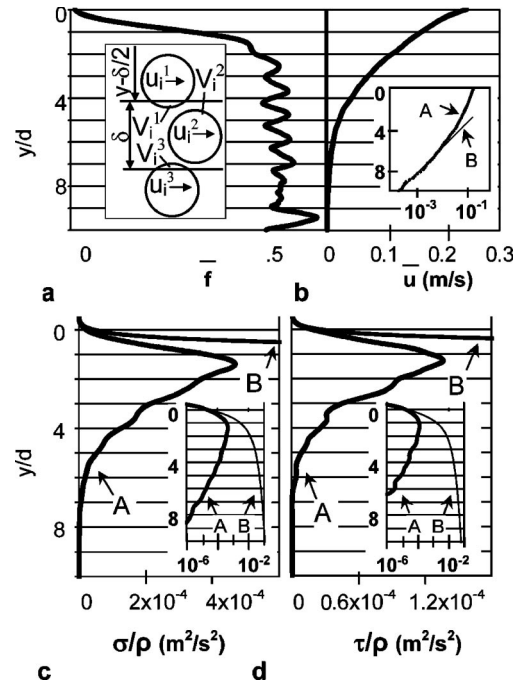 0
4
8
y/d
y-δ/2
δ
u_i^1
V_i^2
V_i^1
u_i^2
V_i^3
u_i^3
0
4
8
A
B
10^-3 10^-1
0 .5 0 0.1 0.2 0.3
f̅ u̅ (m/s)
a b
0
4
8
y/d
B
A
0
4
8
A B
10^-6 10^-2
0 2x10^-4 4x10^-4
σ/ρ (m²/s²)
c
B
A
0
4
8
A B
10^-6 10^-2
0 0.6x10^-4 1.2x10^-4
τ/ρ (m²/s²)
d